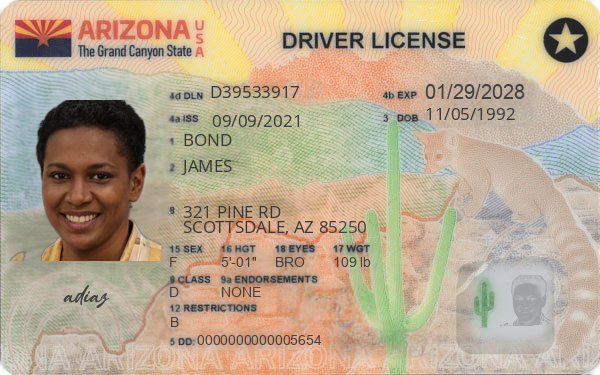 ARIZONA USA
The Grand Canyon State
DRIVER LICENSE
4d DLN D39533917
4b EXP 01/29/2028
4a ISS 09/09/2021
3 DOB 11/05/1992
1 BOND
2 JAMES
8 321 PINE RD
SCOTTSDALE, AZ 85250
15 SEX 16 HGT 18 EYES 17 WGT
F 5'-01" BRO 109 lb
9 CLASS 9a ENDORSEMENTS
D NONE
12 RESTRICTIONS
B
adiaz
5 DD: 0000000000005654
ARIZONA ARIZONA ARIZONA ARIZONA